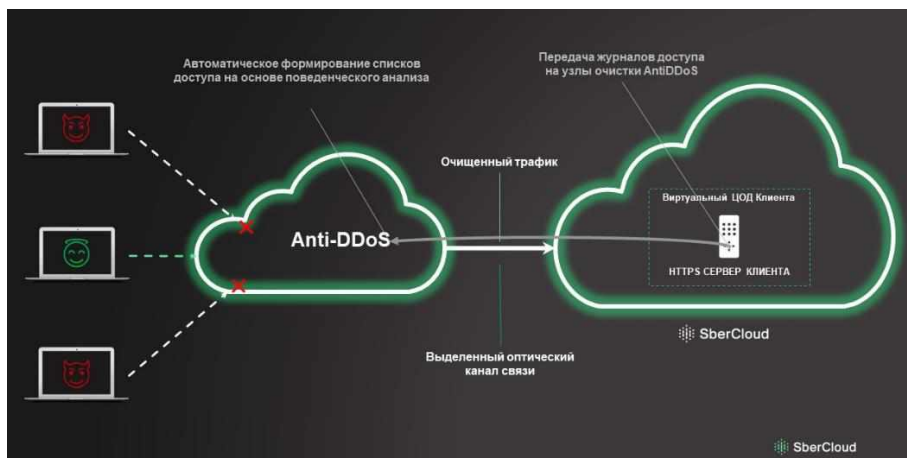 Автоматическое формирование списков
доступа на основе поведенческого анализа
Передача журналов доступа
на узлы очистки AntiDDoS
Очищенный трафик
Виртуальный ЦОД Клиента
Anti-DDoS
HTTPS СЕРВЕР КЛИЕНТА
SberCloud
Выделенный оптический
канал связи
SberCloud